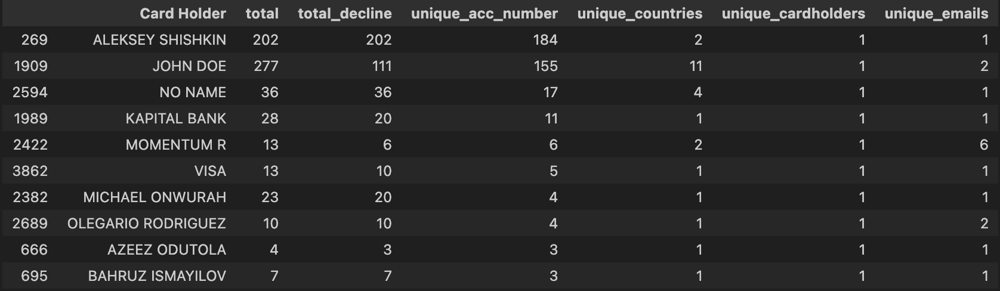 Card Holder total total_decline unique_acc_number unique_countries unique_cardholders unique_emails
269 ALEKSEY SHISHKIN 202 202 184 2 1 1
1909 JOHN DOE 277 111 155 11 1 2
2594 NO NAME 36 36 17 4 1 1
1989 KAPITAL BANK 28 20 11 1 1 1
2422 MOMENTUM R 13 6 6 2 1 6
3862 VISA 13 10 5 1 1 1
2382 MICHAEL ONWURAH 23 20 4 1 1 1
2689 OLEGARIO RODRIGUEZ 10 10 4 1 1 2
666 AZEEZ ODUTOLA 4 3 3 1 1 1
695 BAHRUZ ISMAYILOV 7 7 3 1 1 1